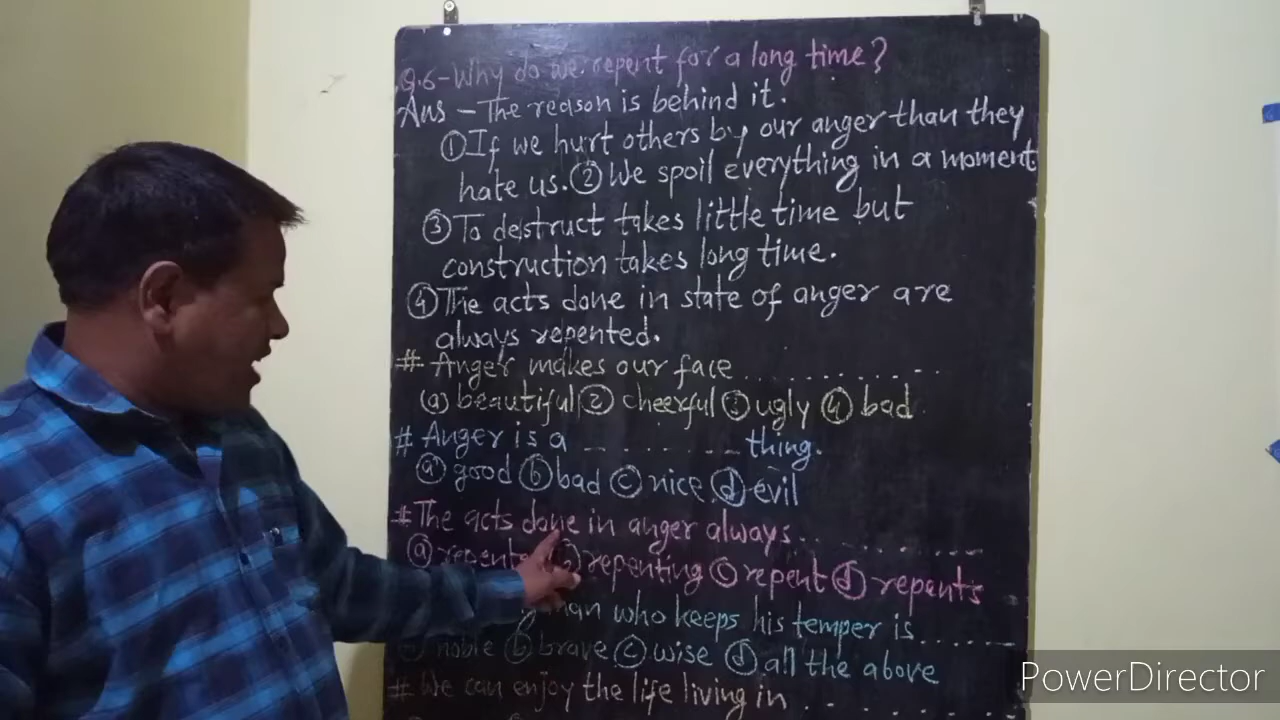 Q.6-Why do we repent for a long time?
Ans - The reason is behind it.
① If we hurt others by our anger than they
hate us. ② We spoil everything in a moment
③ To destruct takes little time but
construction takes long time.
④ The acts done in state of anger are
always repented.
# Anger makes our face ...........
(a) beautiful ② cheerful ③ ugly ④ bad
# Anger is a ........ thing.
ⓐ good ⓑ bad ⓒ nice ⓓ evil
# The acts done in anger always ...........
ⓐ repenting ⓒ repent ⓓ repents
man who keeps his temper is ......
noble ⓑ brave ⓒ wise ⓓ all the above
# We can enjoy the life living in ........
PowerDirector